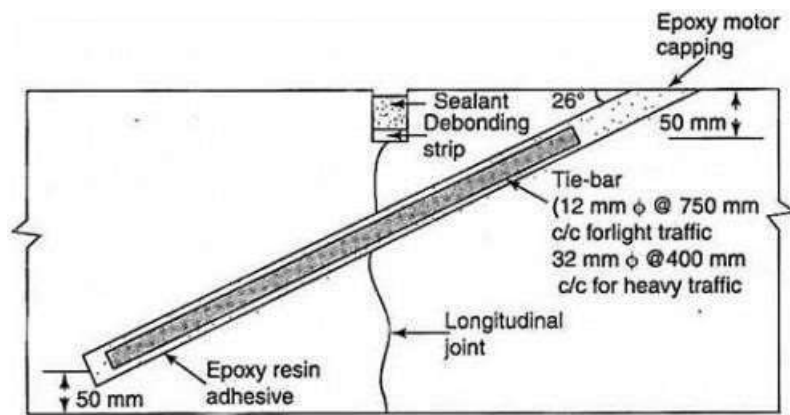 Epoxy motor
capping
Sealant
Debonding
strip
26°
50 mm
Tie-bar
(12 mm ϕ @ 750 mm
c/c forlight traffic
32 mm ϕ @400 mm
c/c for heavy traffic
Longitudinal
joint
Epoxy resin
adhesive
50 mm